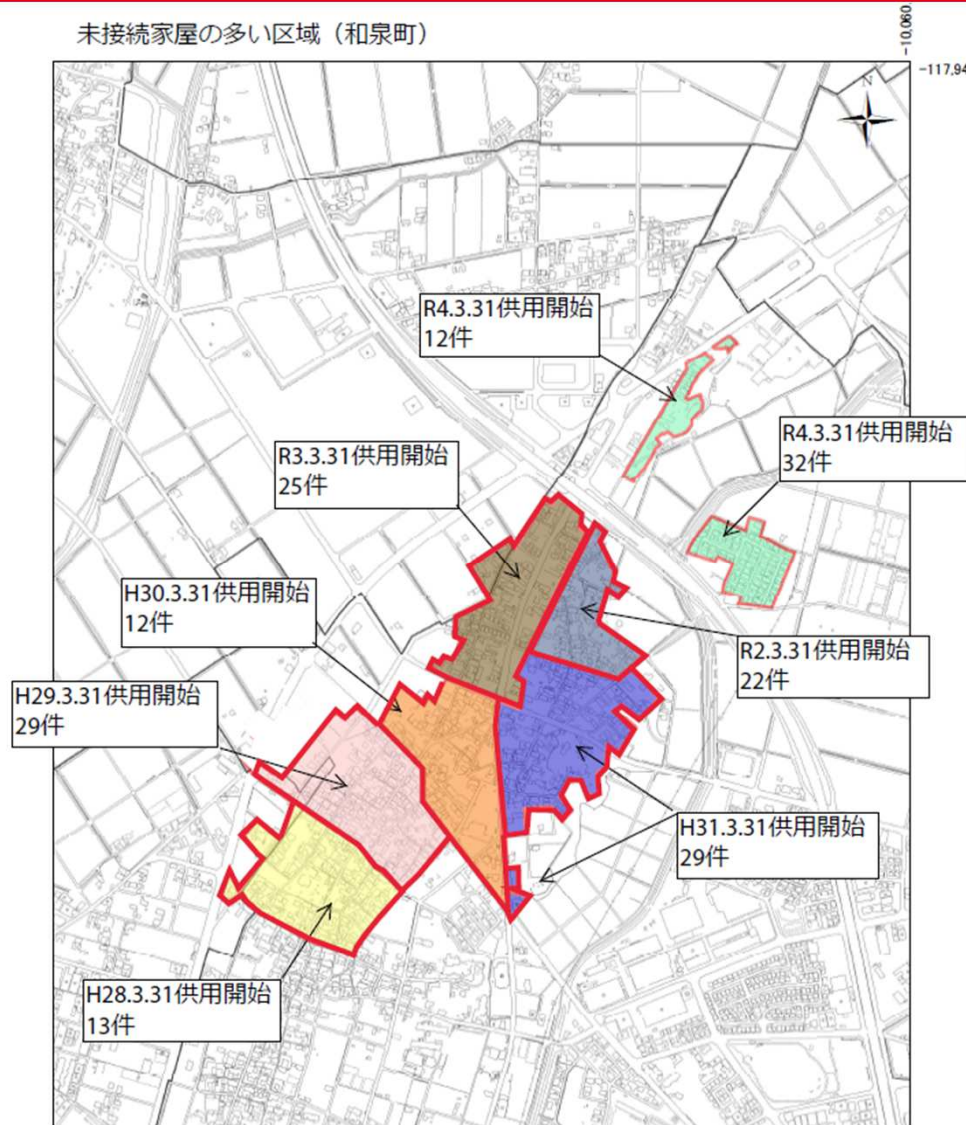 未接続家屋の多い区域（和泉町）
-10,060.
-117,94
N
R4.3.31供用開始
12件
R4.3.31供用開始
32件
R3.3.31供用開始
25件
H30.3.31供用開始
12件
R2.3.31供用開始
22件
H29.3.31供用開始
29件
H31.3.31供用開始
29件
H28.3.31供用開始
13件